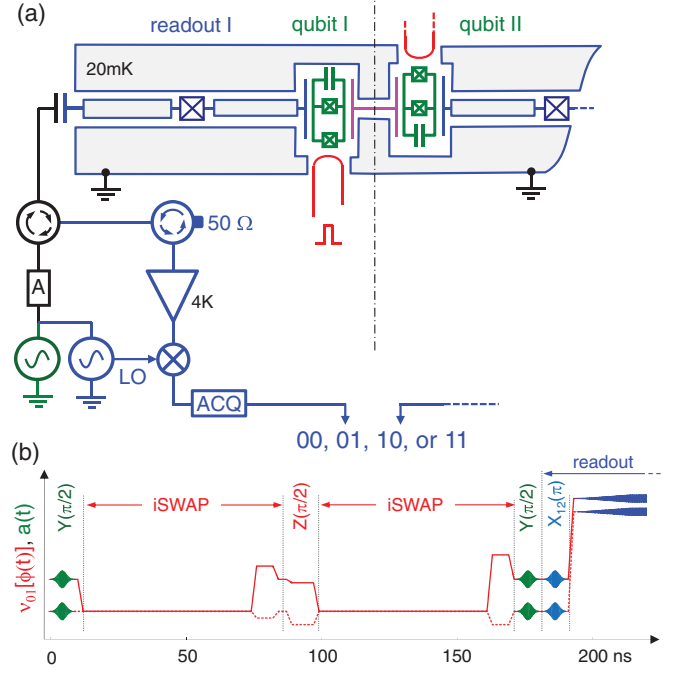 (a)
readout I
qubit I
qubit II
20mK
50 Ω
A
4K
LO
ACQ
00, 01, 10, or 11
(b)
readout
Y(π/2)
iSWAP
Z(π/2)
iSWAP
Y(π/2)
X₁₂(π)
ν₀₁[ϕ(t)], a(t)
0
50
100
150
200 ns